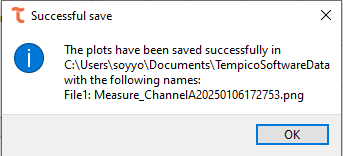 Successful save
The plots have been saved successfully in
C:\Users\soyyo\Documents\TempicoSoftwareData
with the following names:
File1: Measure_ChannelA20250106172753.png
OK